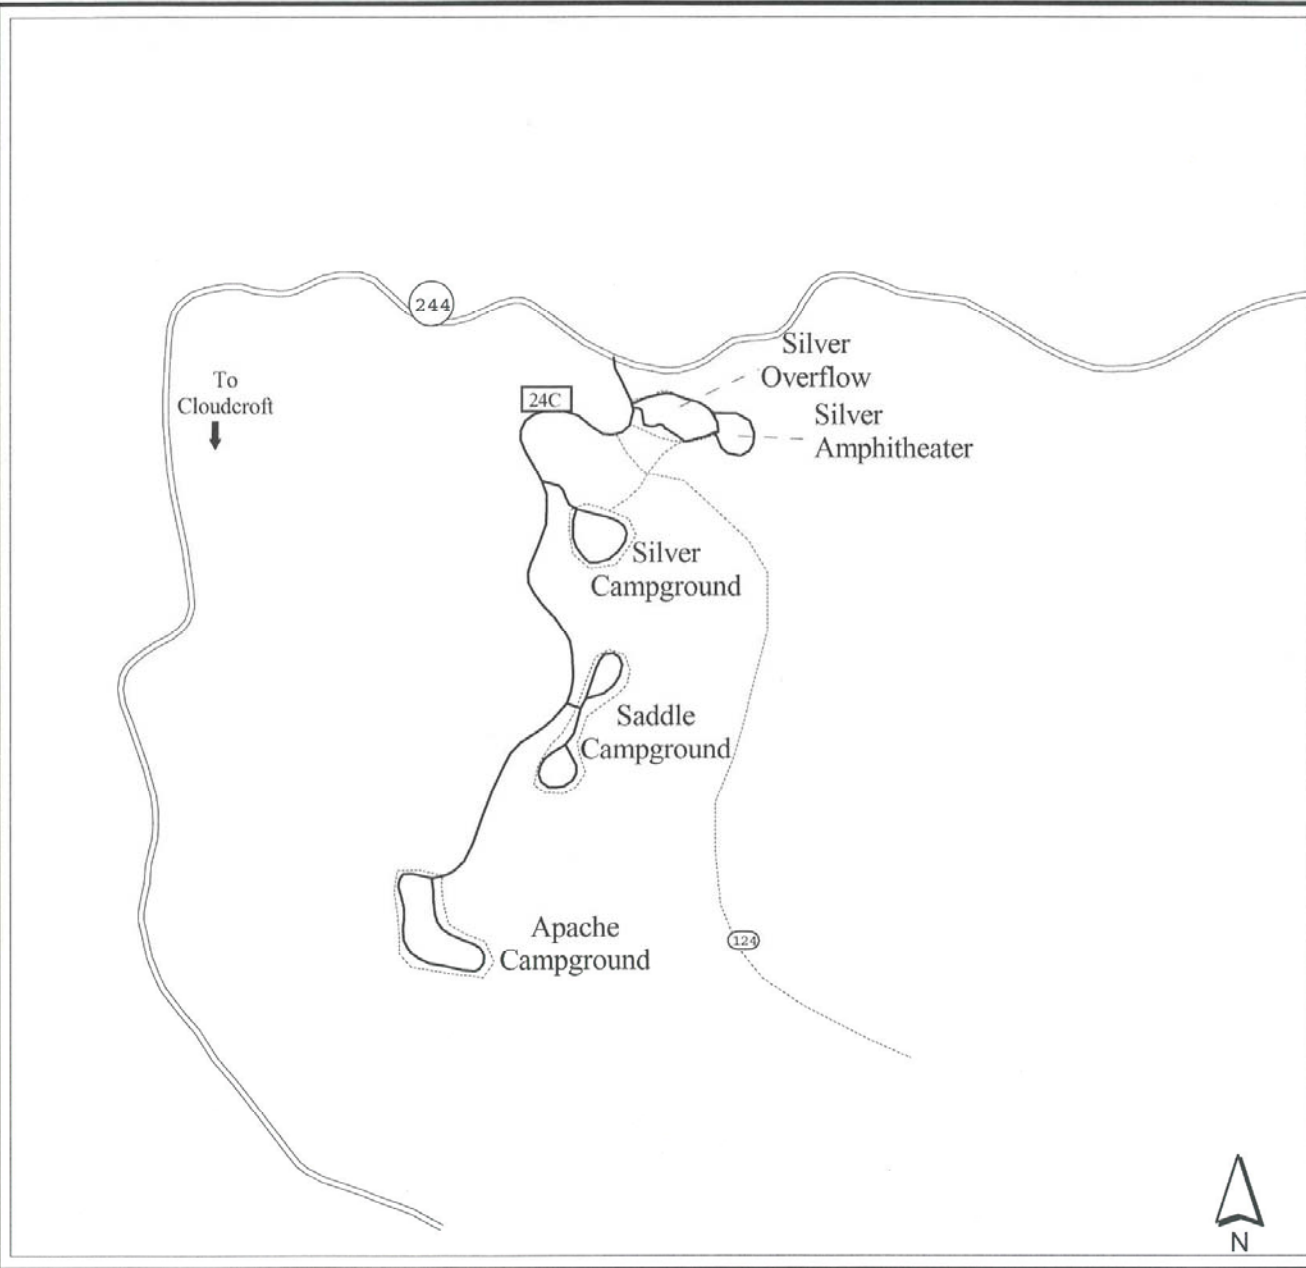 244
Silver
Overflow
To
Cloudcroft
24C
Silver
Amphitheater
Silver
Campground
Saddle
Campground
Apache
Campground
124
N